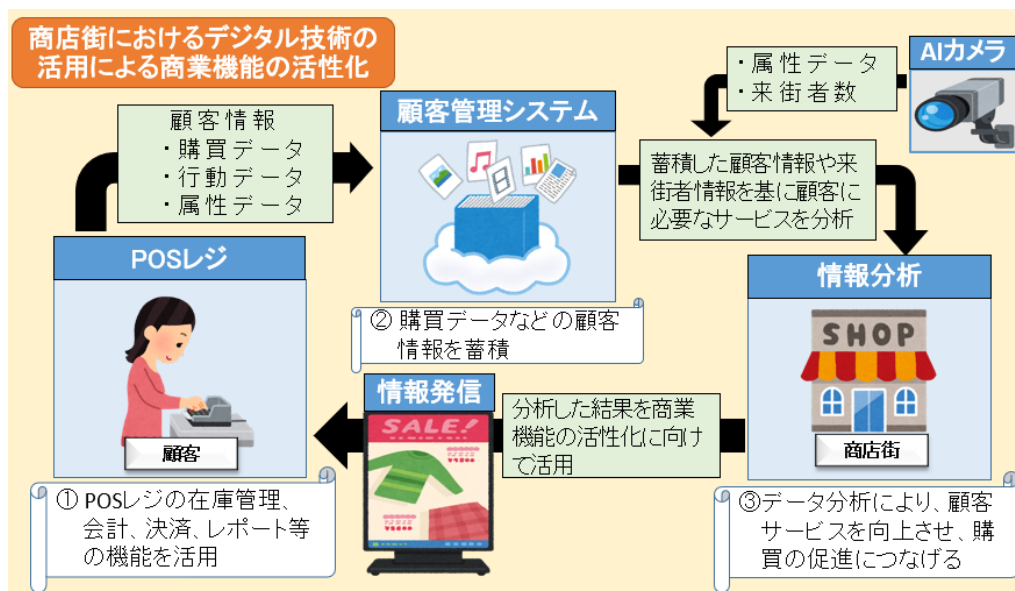 商店街におけるデジタル技術の
活用による商業機能の活性化
顧客情報
・購買データ
・行動データ
・属性データ
顧客管理システム
・属性データ
・来街者数
AIカメラ
蓄積した顧客情報や来
街者情報を基に顧客に
必要なサービスを分析
POSレジ
顧客
① POSレジの在庫管理、
会計、決済、レポート等
の機能を活用
② 購買データなどの顧客
情報を蓄積
情報発信
SALE!
分析した結果を商業
機能の活性化に向け
て活用
情報分析
SHOP
商店街
③データ分析により、顧客
サービスを向上させ、購
買の促進につなげる